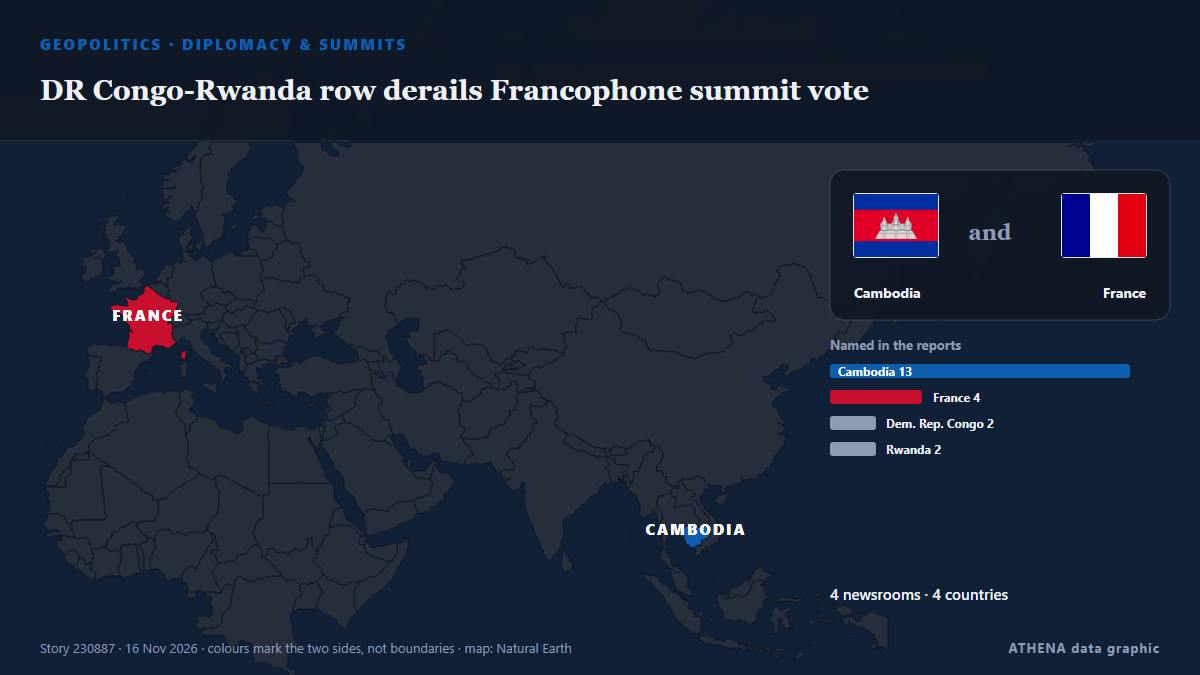 GEOPOLITICS · DIPLOMACY & SUMMITS
DR Congo-Rwanda row derails Francophone summit vote
and
Cambodia
France
FRANCE
Named in the reports
Cambodia 13
France 4
Dem. Rep. Congo 2
Rwanda 2
CAMBODIA
4 newsrooms · 4 countries
Story 230887 · 16 Nov 2026 · colours mark the two sides, not boundaries · map: Natural Earth
ATHENA data graphic